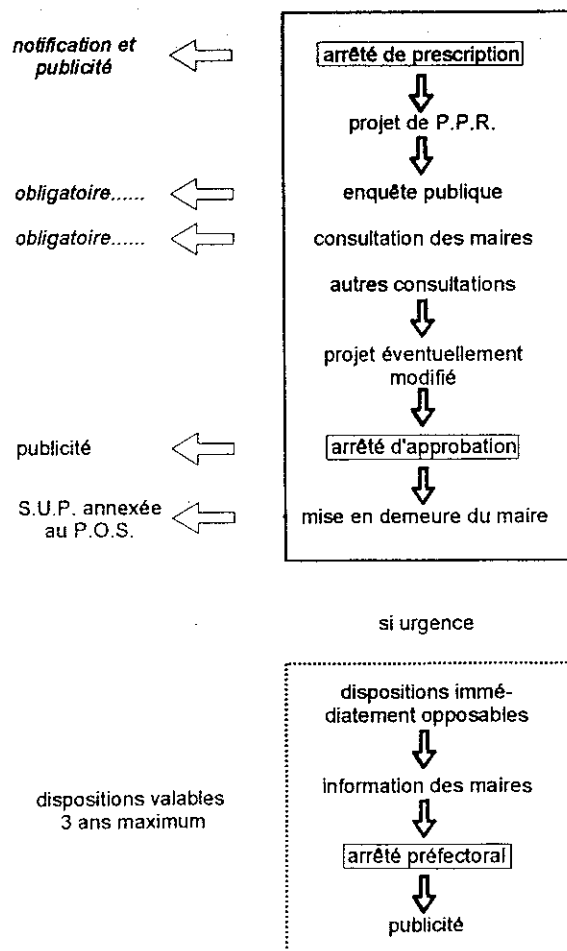 notification et
publicité
arrêté de prescription
projet de P.P.R.
obligatoire......
enquête publique
obligatoire......
consultation des maires
autres consultations
projet éventuellement
modifié
publicité
arrêté d'approbation
S.U.P. annexée
au P.O.S.
mise en demeure du maire
si urgence
dispositions immé-
diatement opposables
information des maires
dispositions valables
3 ans maximum
arrêté préfectoral
publicité